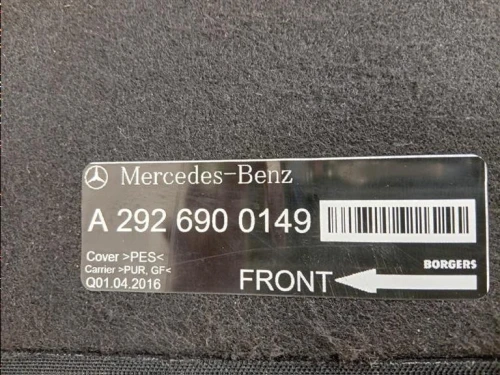 Mercedes-Benz
A 292 690 0149
Cover >PES<
Carrier >PUR, GF<
Q01.04.2016
FRONT
BORGERS